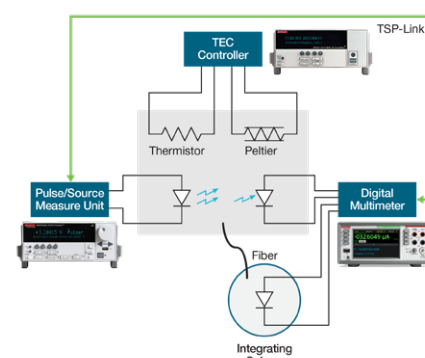 TSP-Link
TEC
Controller
Thermistor
Peltier
Pulse/Source
Measure Unit
Digital
Multimeter
Fiber
Integrating